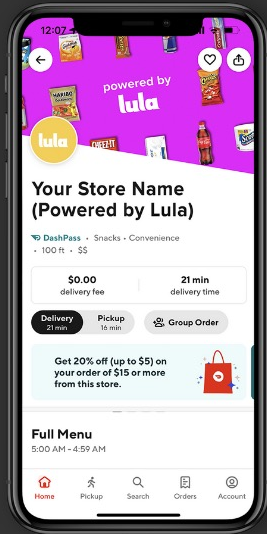 12:07
powered by
lula
HARIBO
CHEEZ-IT
lula
Your Store Name
(Powered by Lula)
DashPass • Snacks • Convenience
• 100 ft • $$
$0.00
delivery fee
21 min
delivery time
Delivery
21 min
Pickup
16 min
Group Order
Get 20% off (up to $5) on
your order of $15 or more
from this store.
Full Menu
5:00 AM - 4:59 AM
Home
Pickup
Search
Orders
Account